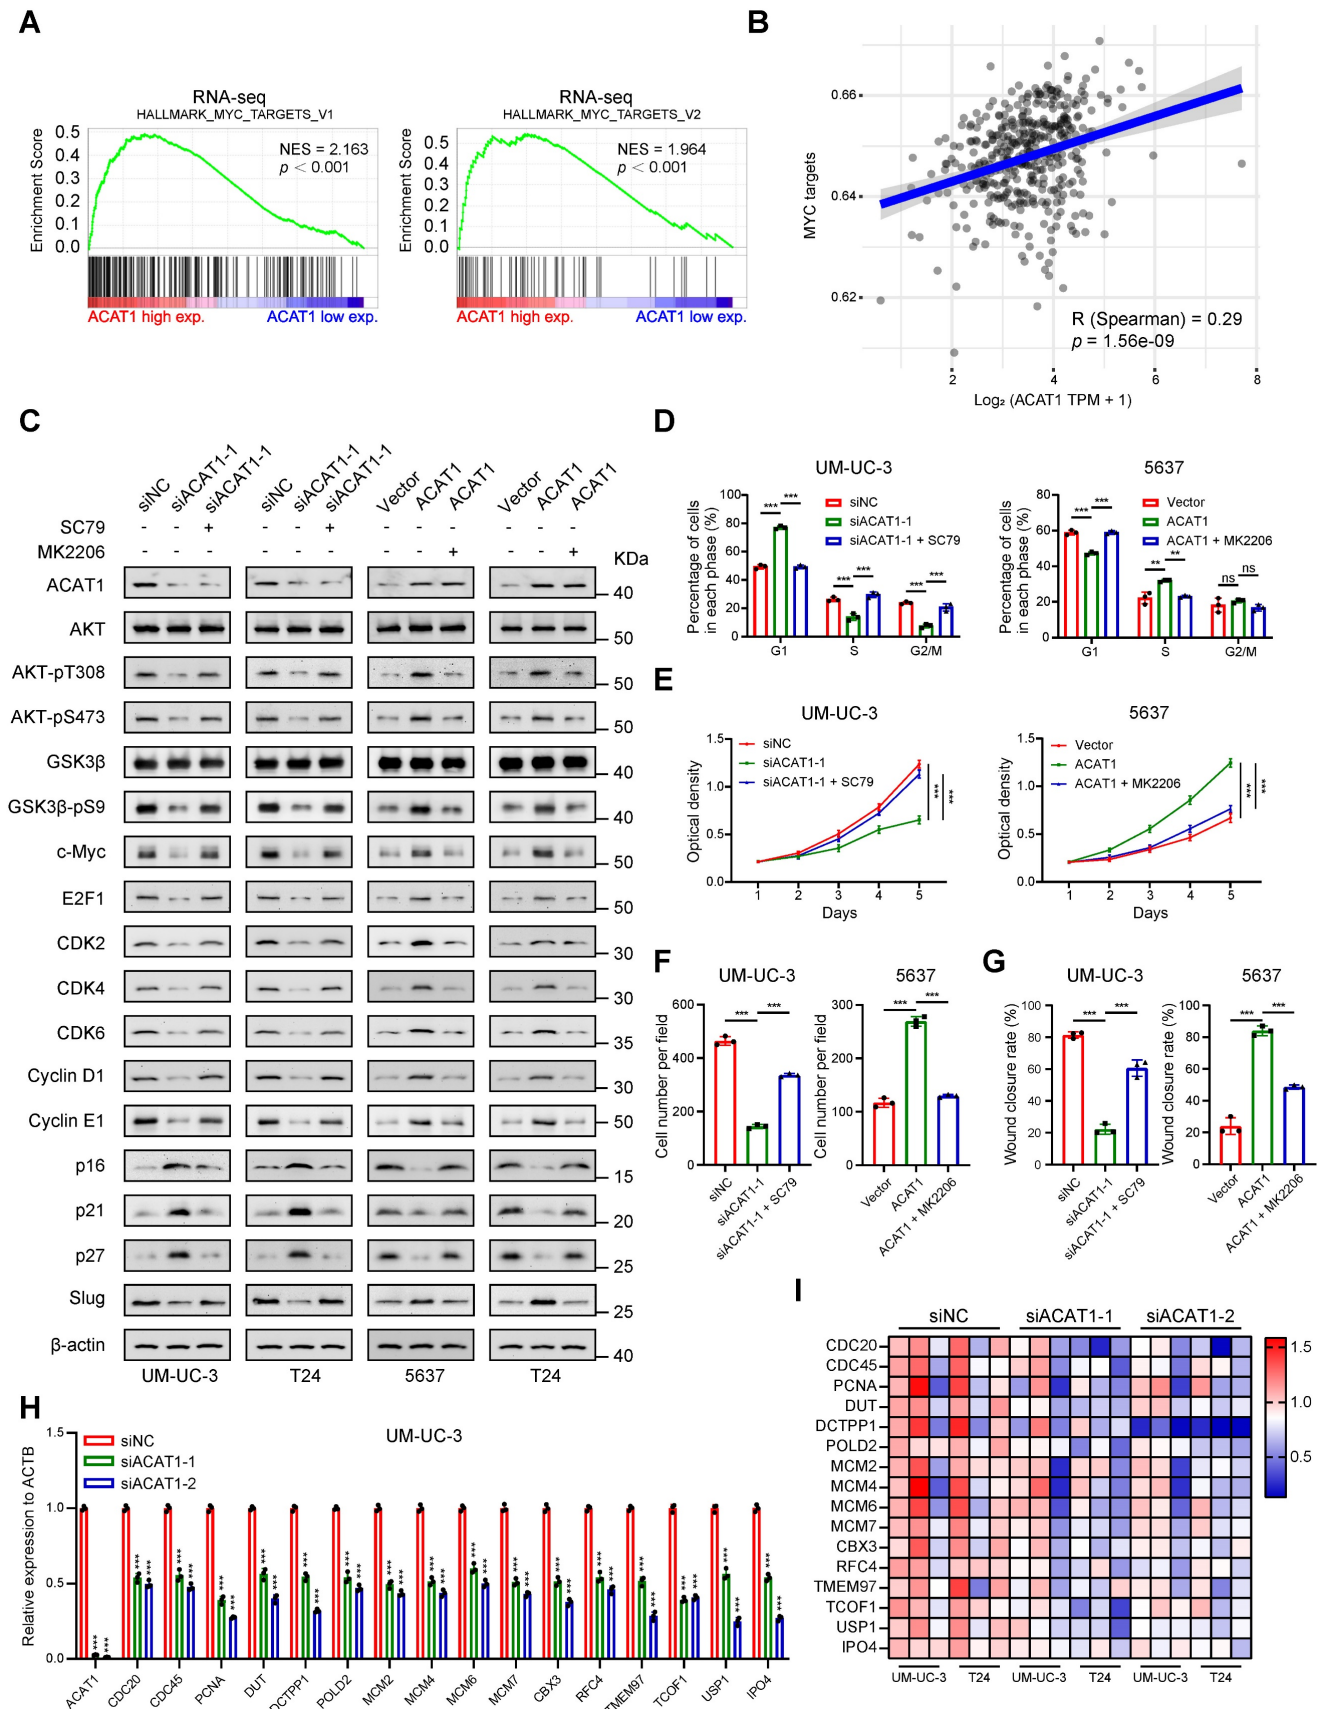 A
RNA-seq
HALLMARK_MYC_TARGETS_V1
Enrichment Score
0.5
0.4
0.3
0.2
0.1
0.0
NES = 2.163
p < 0.001
ACAT1 high exp.
ACAT1 low exp.
RNA-seq
HALLMARK_MYC_TARGETS_V2
Enrichment Score
0.5
0.4
0.3
0.2
0.1
0.0
NES = 1.964
p < 0.001
ACAT1 high exp.
ACAT1 low exp.
B
MYC targets
0.66
0.64
0.62
R (Spearman) = 0.29
p = 1.56e-09
2 4 6 8
Log₂ (ACAT1 TPM + 1)
C
siNC siACAT1-1 siACAT1-1 siNC siACAT1-1 siACAT1-1 Vector ACAT1 ACAT1 Vector ACAT1 ACAT1
SC79 - - + - - + - - - - - -
MK2206 - - - - - - - - + - - +
KDa
ACAT1 40
AKT 50
AKT-pT308 50
AKT-pS473 50
GSK3β 40
GSK3β-pS9 40
c-Myc 50
E2F1 50
CDK2 30
CDK4 30
CDK6 35
Cyclin D1 30
Cyclin E1 50
p16 15
p21 20
p27 25
Slug 25
β-actin 40
UM-UC-3 T24 5637 T24
D
UM-UC-3
Percentage of cells
in each phase (%)
100
80
60
40
20
0
*** ***
*** ***
*** ***
siNC
siACAT1-1
siACAT1-1 + SC79
G1 S G2/M
5637
Percentage of cells
in each phase (%)
80
60
40
20
0
*** ***
** **
ns ns
Vector
ACAT1
ACAT1 + MK2206
G1 S G2/M
E
UM-UC-3
Optical density
1.5
1.0
0.5
0.0
siNC
siACAT1-1
siACAT1-1 + SC79
*** ***
1 2 3 4 5
Days
5637
Optical density
1.5
1.0
0.5
0.0
Vector
ACAT1
ACAT1 + MK2206
*** ***
1 2 3 4 5
Days
F
UM-UC-3
Cell number per field
600
400
200
0
*** ***
siNC
siACAT1-1
siACAT1-1 + SC79
5637
Cell number per field
300
200
100
0
*** ***
Vector
ACAT1
ACAT1 + MK2206
G
UM-UC-3
Wound closure rate (%)
100
80
60
40
20
0
*** ***
siNC
siACAT1-1
siACAT1-1 + SC79
5637
Wound closure rate (%)
100
80
60
40
20
0
*** ***
Vector
ACAT1
ACAT1 + MK2206
H
UM-UC-3
Relative expression to ACTB
1.5
1.0
0.5
0.0
siNC
siACAT1-1
siACAT1-2
*** *** *** *** *** *** *** *** *** *** *** *** *** *** *** *** *** *** *** *** *** *** *** *** *** *** *** *** *** *** *** *** *** ***
ACAT1 CDC20 CDC45 PCNA DUT DCTPP1 POLD2 MCM2 MCM4 MCM6 MCM7 CBX3 RFC4 TMEM97 TCOF1 USP1 IPO4
I
siNC siACAT1-1 siACAT1-2
CDC20
CDC45
PCNA
DUT
DCTPP1
POLD2
MCM2
MCM4
MCM6
MCM7
CBX3
RFC4
TMEM97
TCOF1
USP1
IPO4
UM-UC-3 T24 UM-UC-3 T24 UM-UC-3 T24
1.5
1.0
0.5